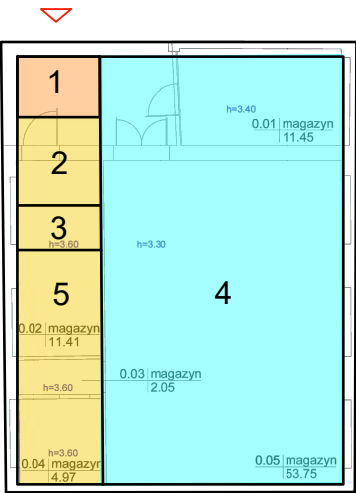 1
h=3.40
0.01 magazyn
11.45
2
3
h=3.60
h=3.30
5
4
0.02 magazyn
11.41
0.03 magazyn
2.05
h=3.60
h=3.60
0.04 magazyn
4.97
0.05 magazyn
53.75